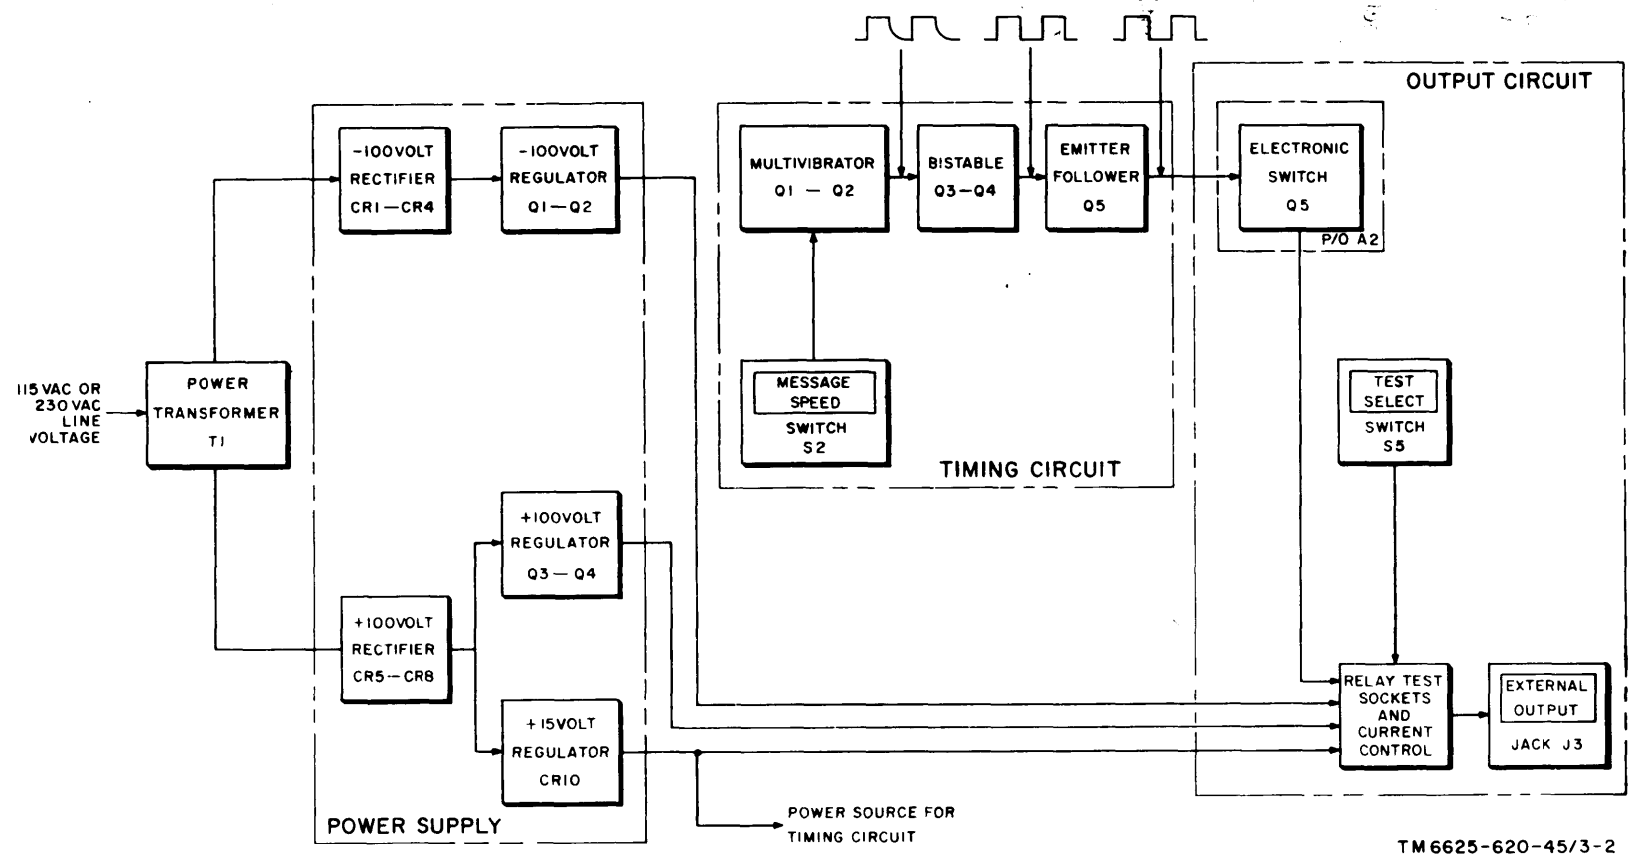 OUTPUT CIRCUIT
-100VOLT
RECTIFIER
CR1-CR4
-100VOLT
REGULATOR
Q1-Q2
MULTIVIBRATOR
Q1 - Q2
BISTABLE
Q3-Q4
EMITTER
FOLLOWER
Q5
ELECTRONIC
SWITCH
Q5
P/O A2
115 VAC OR
230 VAC
LINE
VOLTAGE
POWER
TRANSFORMER
T1
MESSAGE
SPEED
SWITCH
S2
TIMING CIRCUIT
TEST
SELECT
SWITCH
S5
+100VOLT
REGULATOR
Q3-Q4
+100VOLT
RECTIFIER
CR5-CR8
+15VOLT
REGULATOR
CR10
RELAY TEST
SOCKETS
AND
CURRENT
CONTROL
EXTERNAL
OUTPUT
JACK J3
POWER SUPPLY
POWER SOURCE FOR
TIMING CIRCUIT
TM6625-620-45/3-2